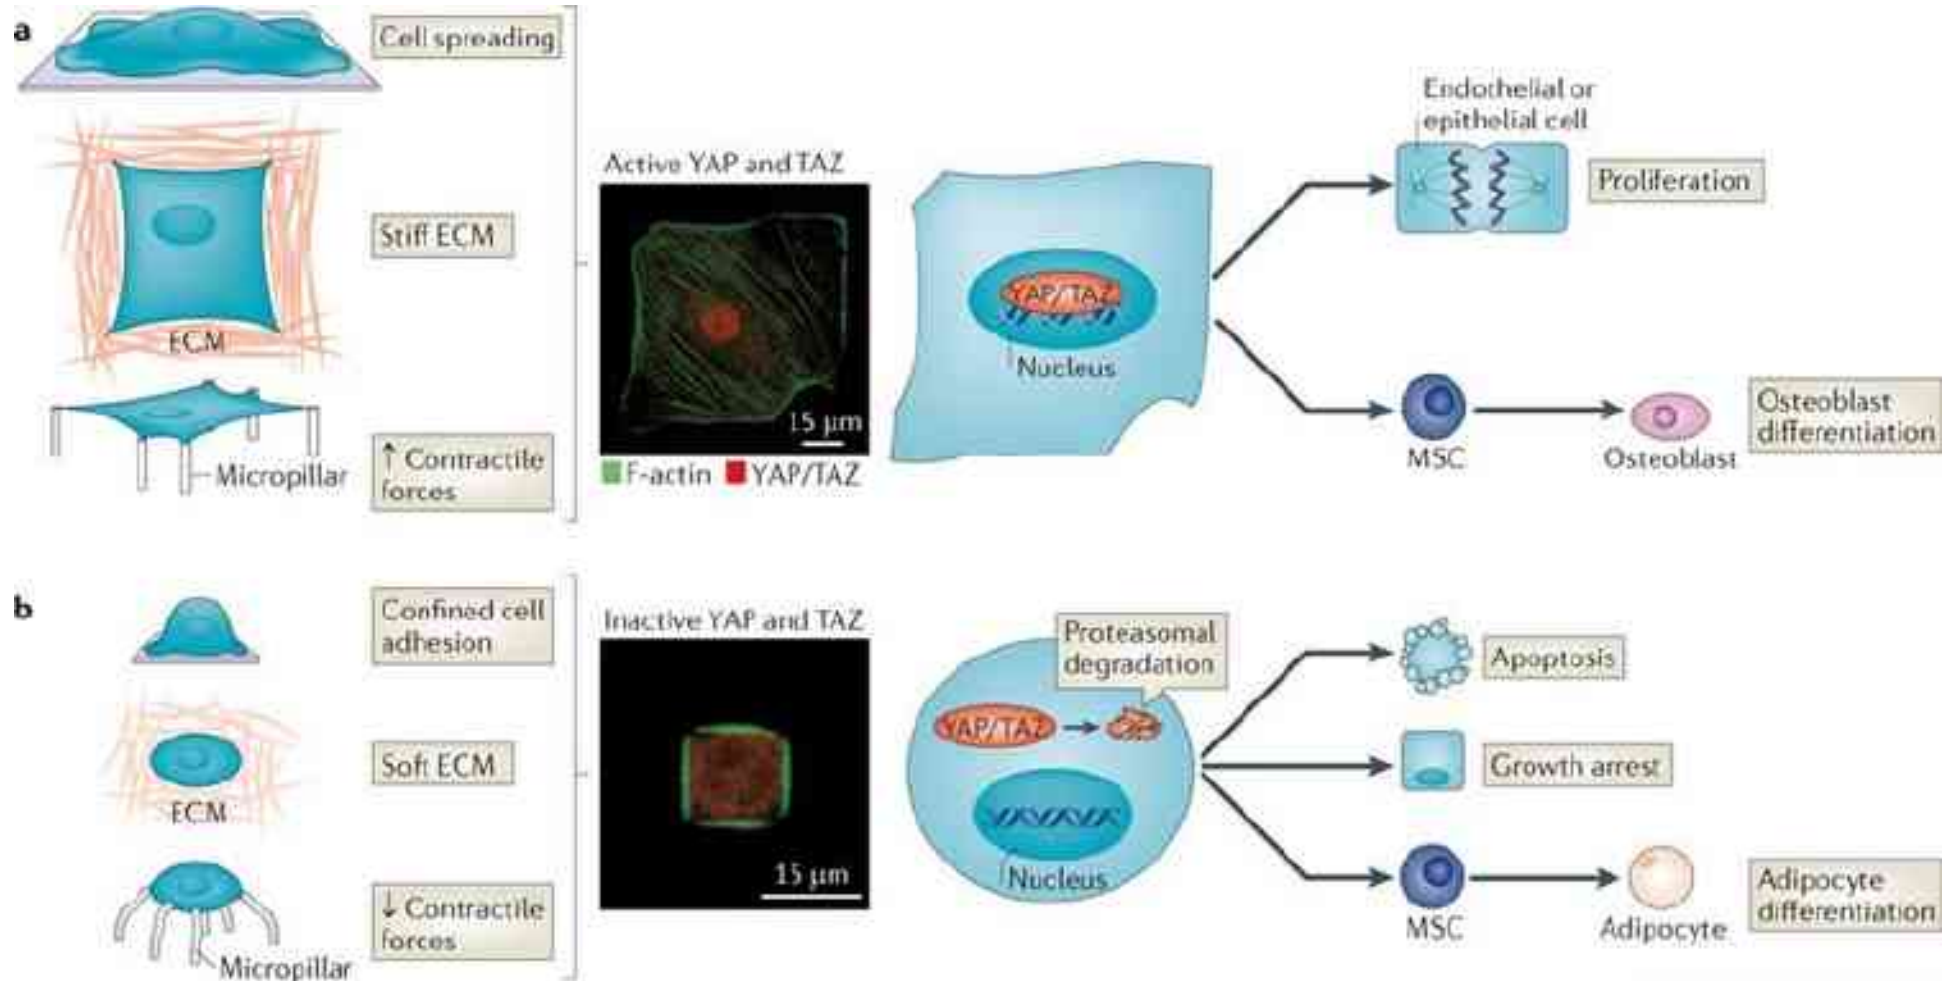 a
Cell spreading
Stiff ECM
ECM
Micropillar
↑ Contractile
forces
Active YAP and TAZ
15 µm
F-actin YAP/TAZ
YAP/TAZ
Nucleus
Endothelial or
epithelial cell
Proliferation
MSC
Osteoblast
Osteoblast
differentiation
b
Confined cell
adhesion
Soft ECM
ECM
↓ Contractile
forces
Micropillar
Inactive YAP and TAZ
15 µm
Proteasomal
degradation
YAP/TAZ
Nucleus
Apoptosis
Growth arrest
MSC
Adipocyte
Adipocyte
differentiation